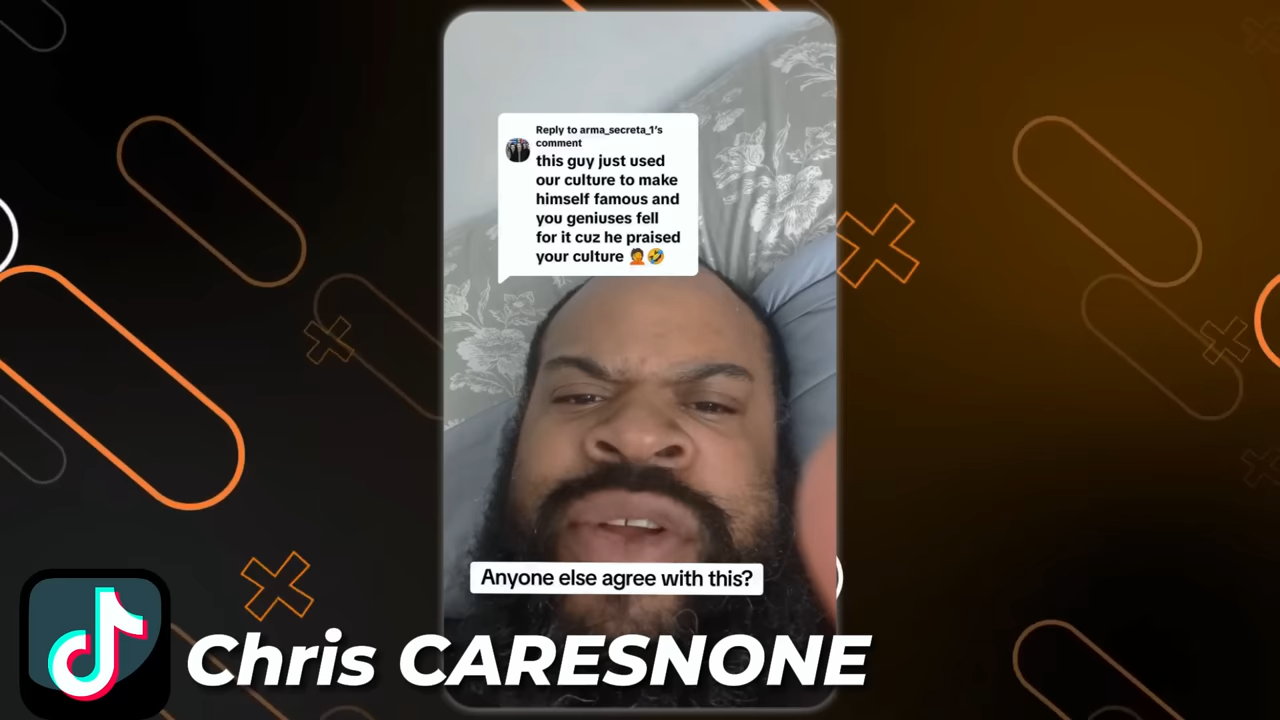 Reply to arma_secreta_1's
comment
this guy just used
our culture to make
himself famous and
you geniuses fell
for it cuz he praised
your culture 🤦🤣
Anyone else agree with this?
Chris CARESNONE